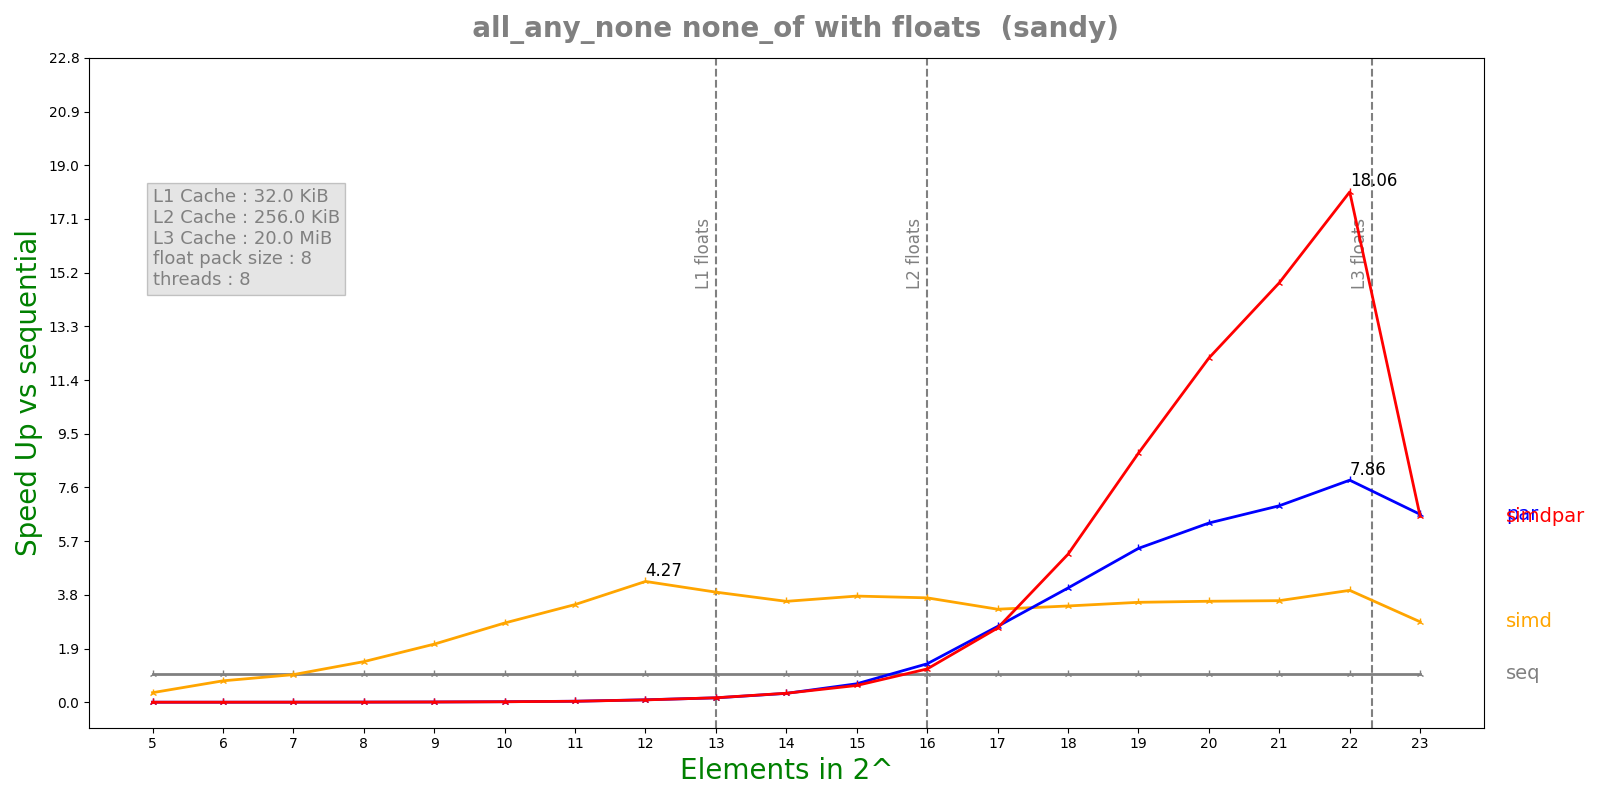 all_any_none none_of with floats (sandy)
Speed Up vs sequential
22.8
20.9
19.0
17.1
15.2
13.3
11.4
9.5
7.6
5.7
3.8
1.9
0.0
L1 Cache : 32.0 KiB
L2 Cache : 256.0 KiB
L3 Cache : 20.0 MiB
float pack size : 8
threads : 8
L1 floats
L2 floats
L3 floats
18.06
7.86
4.27
par
simdpar
simd
seq
5 6 7 8 9 10 11 12 13 14 15 16 17 18 19 20 21 22 23
Elements in 2^